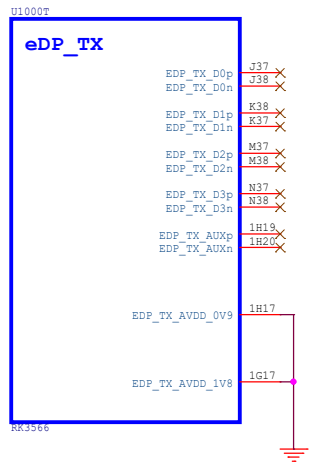 U1000T
eDP_TX
EDP_TX_D0p J37
EDP_TX_D0n J38
EDP_TX_D1p K38
EDP_TX_D1n K37
EDP_TX_D2p M37
EDP_TX_D2n M38
EDP_TX_D3p N37
EDP_TX_D3n N38
EDP_TX_AUXp 1H19
EDP_TX_AUXn 1H20
EDP_TX_AVDD_0V9 1H17
EDP_TX_AVDD_1V8 1G17
RK3566